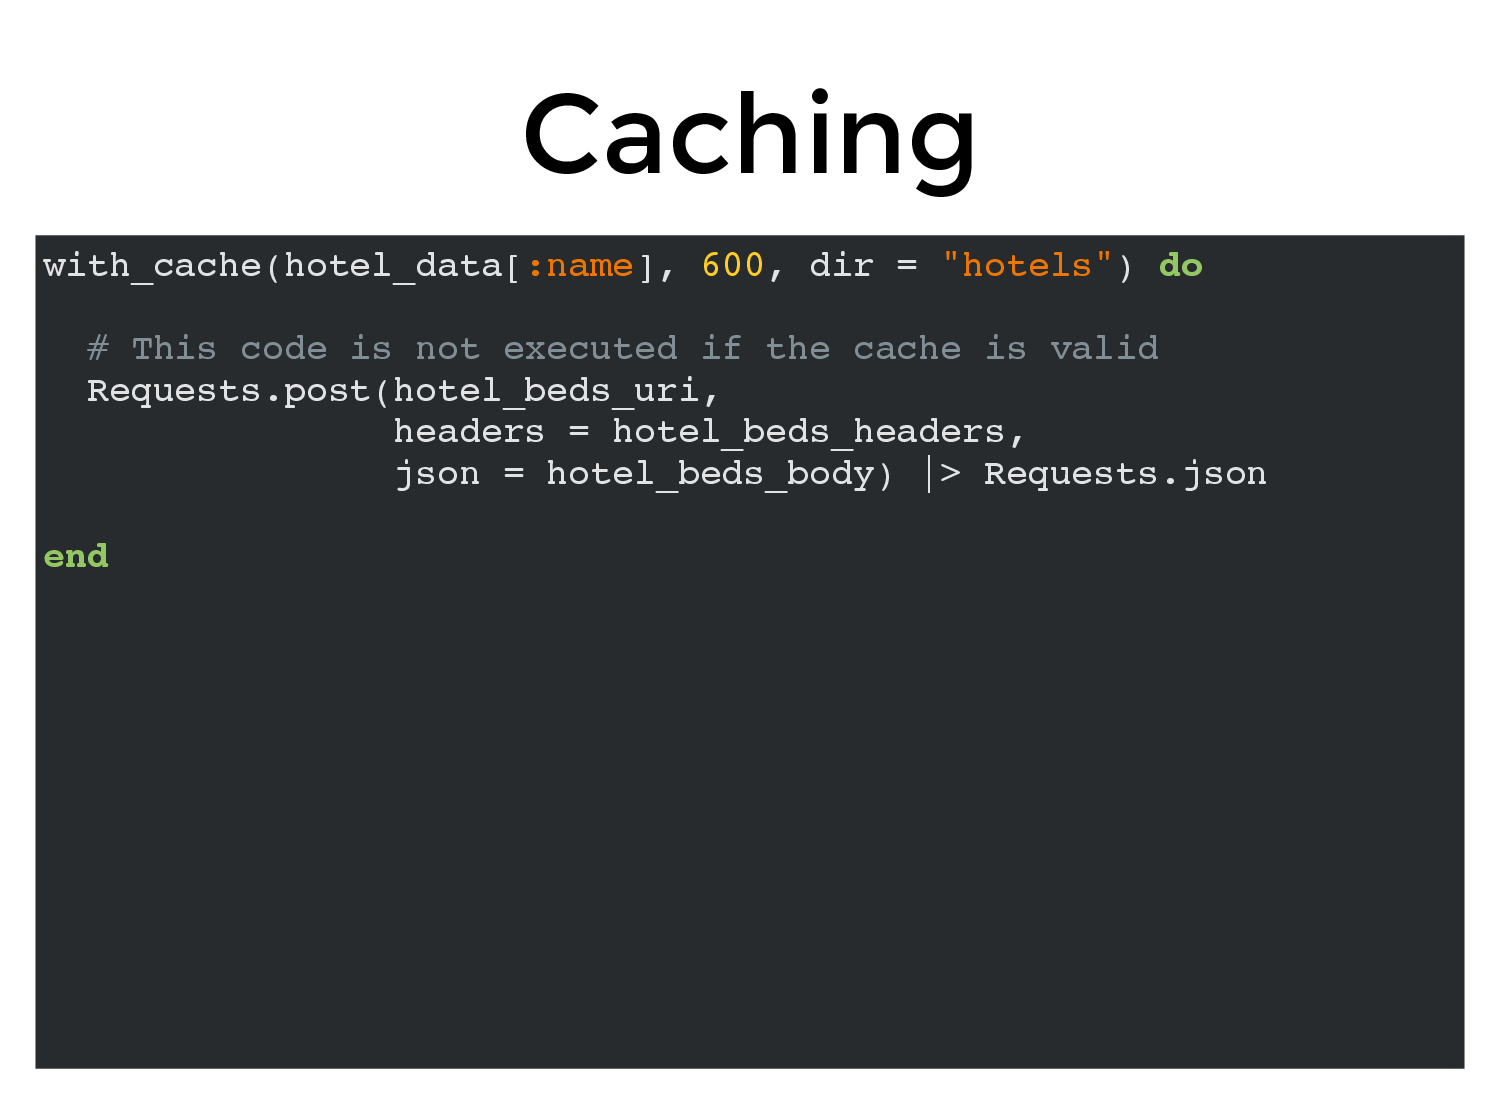 Caching
with_cache(hotel_data[:name], 600, dir = "hotels") do
  # This code is not executed if the cache is valid
  Requests.post(hotel_beds_uri,
                headers = hotel_beds_headers,
                json = hotel_beds_body) |> Requests.json
end